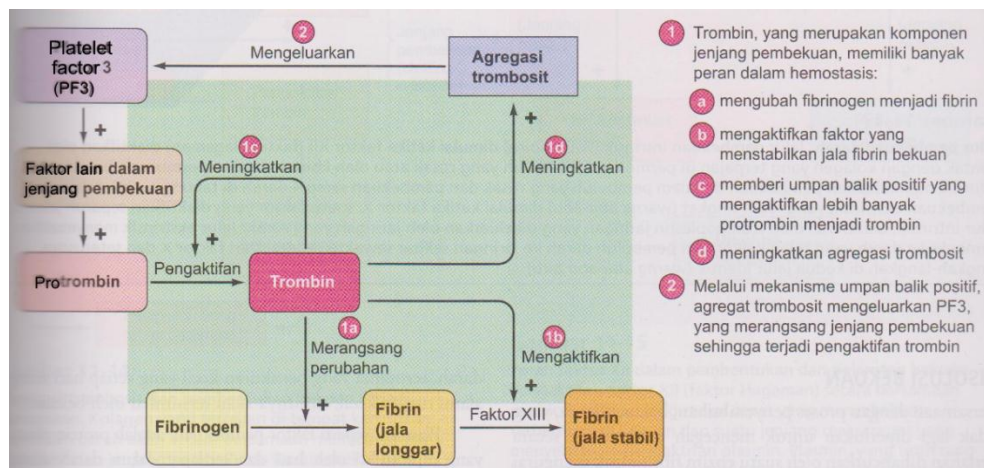 Platelet
factor 3
(PF3)
2
Mengeluarkan
Agregasi
trombosit
+
Faktor lain dalam
jenjang pembekuan
1c
Meningkatkan
+
1d
Meningkatkan
+
+
Protrombin
Pengaktifan
Trombin
1a
Merangsang
perubahan
+
1b
Mengaktifkan
+
Fibrinogen
Fibrin
(jala
longgar)
Faktor XIII
Fibrin
(jala stabil)
1 Trombin, yang merupakan komponen
jenjang pembekuan, memiliki banyak
peran dalam hemostasis:
a mengubah fibrinogen menjadi fibrin
b mengaktifkan faktor yang
menstabilkan jala fibrin bekuan
c memberi umpan balik positif yang
mengaktifkan lebih banyak
protrombin menjadi trombin
d meningkatkan agregasi trombosit
2 Melalui mekanisme umpan balik positif,
agregat trombosit mengeluarkan PF3,
yang merangsang jenjang pembekuan
sehingga terjadi pengaktifan trombin